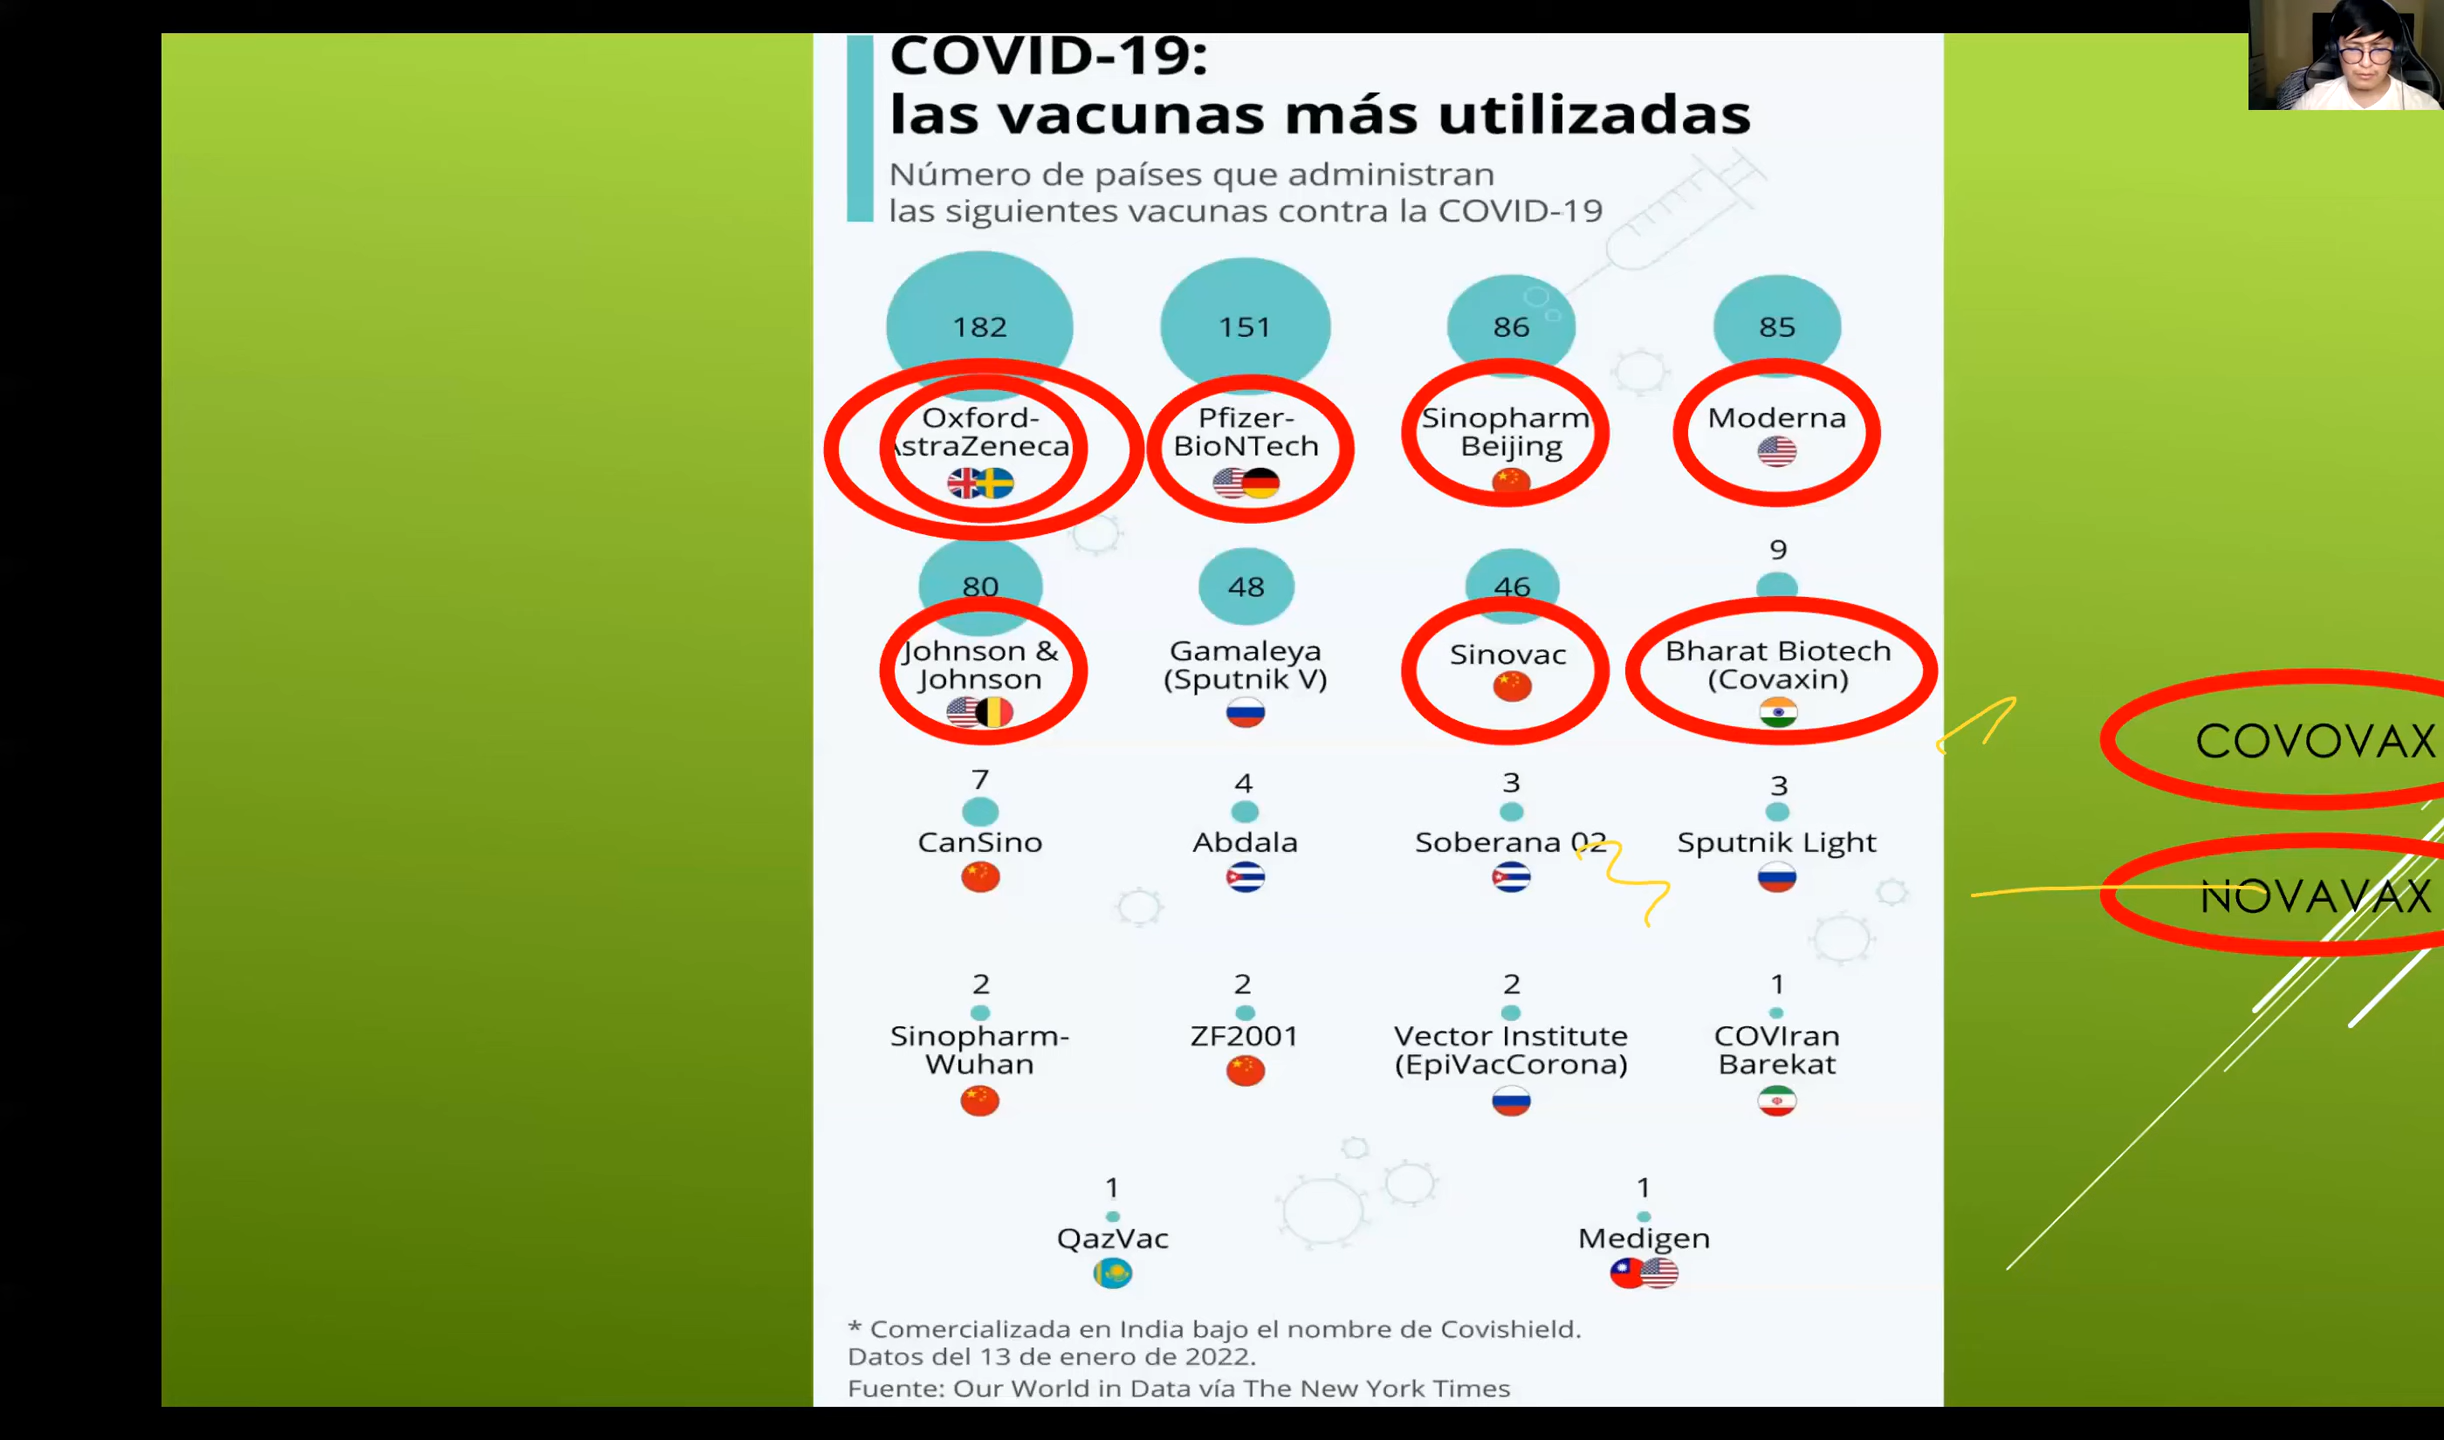 COVID-19:
las vacunas más utilizadas
Número de países que administran
las siguientes vacunas contra la COVID-19
182
151
86
85
Oxford-
AstraZeneca
Pfizer-
BioNTech
Sinopharm
Beijing
Moderna
80
48
46
9
Johnson &
Johnson
Gamaleya
(Sputnik V)
Sinovac
Bharat Biotech
(Covaxin)
COVOVAX
7
4
3
3
CanSino
Abdala
Soberana 02
Sputnik Light
NOVAVAX
2
2
2
1
Sinopharm-
Wuhan
ZF2001
Vector Institute
(EpiVacCorona)
COVIran
Barekat
1
1
QazVac
Medigen
* Comercializada en India bajo el nombre de Covishield.
Datos del 13 de enero de 2022.
Fuente: Our World in Data vía The New York Times